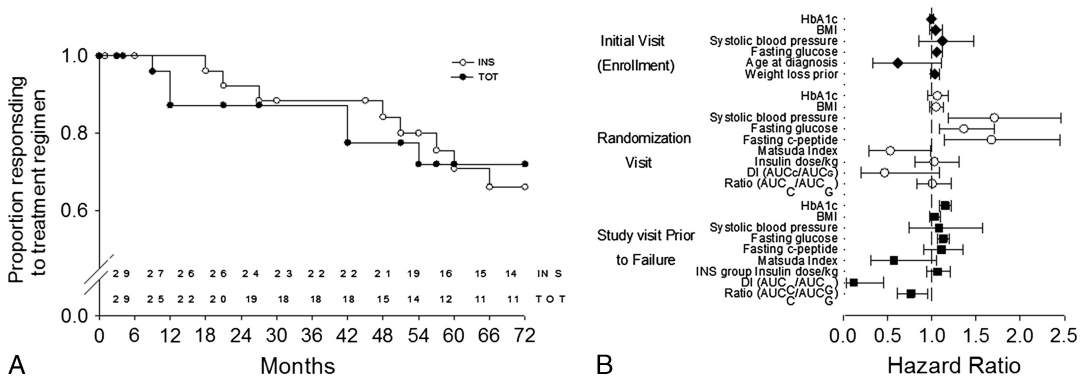 Proportion responsding
to treatment regimen
1.0
0.8
0.6
0.0
INS
TOT
29 27 26 26 24 23 22 22 21 19 16 15 14 INS
29 25 22 20 19 18 18 18 15 14 12 11 11 TOT
0 6 12 18 24 30 36 42 48 54 60 66 72
Months
A
Initial Visit
(Enrollment)
HbA1c
BMI
Systolic blood pressure
Fasting glucose
Age at diagnosis
Weight loss prior
Randomization
Visit
HbA1c
BMI
Systolic blood pressure
Fasting glucose
Fasting c-peptide
Matsuda Index
Insulin dose/kg
DI (AUCc/AUCG)
Ratio (AUC /AUC )
C G
Study visit Prior
to Failure
HbA1c
BMI
Systolic blood pressure
Fasting glucose
Fasting c-peptide
Matsuda Index
INS group Insulin dose/kg
DI (AUC /AUC )
Ratio (AUCC/AUCG)
C G
0.0 0.5 1.0 1.5 2.0 2.5
Hazard Ratio
B